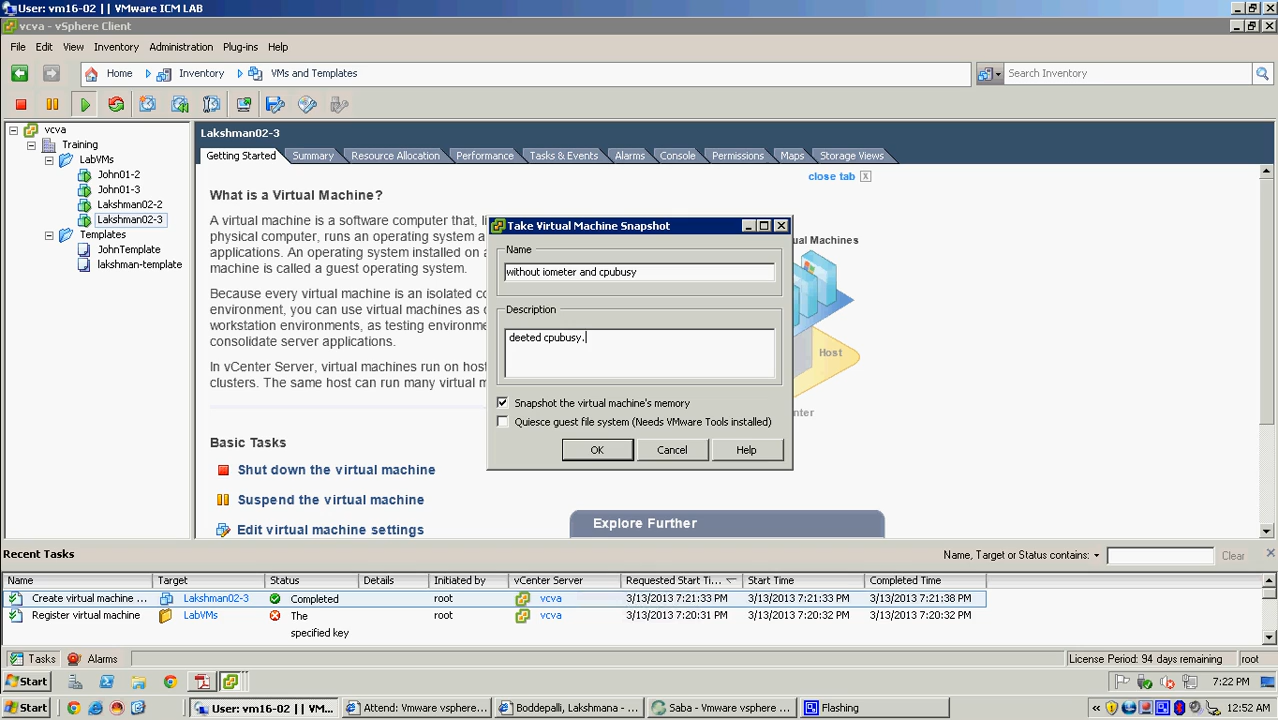 User: vm16-02 || VMware ICM LAB
vcva - vSphere Client
File Edit View Inventory Administration Plug-ins Help
Home Inventory VMs and Templates Search Inventory
vcva
Training
LabVMs
John01-2
John01-3
Lakshman02-2
Lakshman02-3
Templates
JohnTemplate
lakshman-template
Lakshman02-3
Getting Started Summary Resource Allocation Performance Tasks & Events Alarms Console Permissions Maps Storage Views
close tab X
What is a Virtual Machine?
A virtual machine is a software computer that,
physical computer, runs an operating system a
applications. An operating system installed on a
machine is called a guest operating system.
Because every virtual machine is an isolated co
environment, you can use virtual machines as
workstation environments, as testing environme
consolidate server applications.
In vCenter Server, virtual machines run on host
clusters. The same host can run many virtual m
ual Machines
Host
nter
Basic Tasks
Shut down the virtual machine
Suspend the virtual machine
Edit virtual machine settings
Explore Further
Take Virtual Machine Snapshot
Name
without iometer and cpubusy
Description
deeted cpubusy.
Snapshot the virtual machine's memory
Quiesce guest file system (Needs VMware Tools installed)
OK Cancel Help
Recent Tasks Name, Target or Status contains: Clear
Name Target Status Details Initiated by vCenter Server Requested Start Ti... Start Time Completed Time
Create virtual machine ... Lakshman02-3 Completed root vcva 3/13/2013 7:21:33 PM 3/13/2013 7:21:33 PM 3/13/2013 7:21:38 PM
Register virtual machine LabVMs The root vcva 3/13/2013 7:20:31 PM 3/13/2013 7:20:32 PM 3/13/2013 7:20:32 PM
specified key
Tasks Alarms License Period: 94 days remaining root
Start 7:22 PM
Start User: vm16-02 || VM... Attend: Vmware vsphere... Boddepalli, Lakshmana - ... Saba - Vmware vsphere ... Flashing 12:52 AM